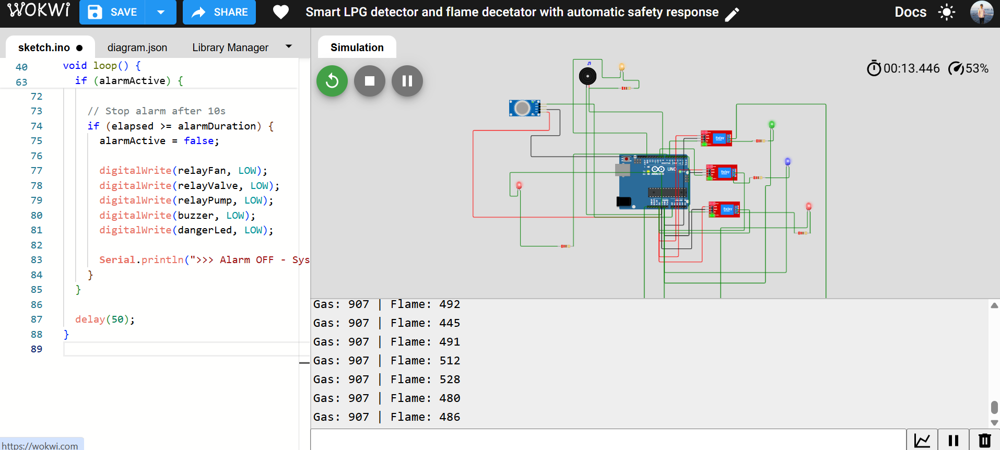 WOKWI SAVE SHARE Smart LPG detector and flame decetator with automatic safety response Docs
sketch.ino ● diagram.json Library Manager
Simulation
00:13.446 53%
40 void loop() {
63 if (alarmActive) {
72
73 // Stop alarm after 10s
74 if (elapsed >= alarmDuration) {
75 alarmActive = false;
76
77 digitalWrite(relayFan, LOW);
78 digitalWrite(relayValve, LOW);
79 digitalWrite(relayPump, LOW);
80 digitalWrite(buzzer, LOW);
81 digitalWrite(dangerLed, LOW);
82
83 Serial.println(">>> Alarm OFF - Sys
84 }
85 }
86
87 delay(50);
88 }
89
https://wokwi.com
Relay
Relay
Relay
UNO
ARDUINO
Gas: 907 | Flame: 492
Gas: 907 | Flame: 445
Gas: 907 | Flame: 491
Gas: 907 | Flame: 512
Gas: 907 | Flame: 528
Gas: 907 | Flame: 480
Gas: 907 | Flame: 486